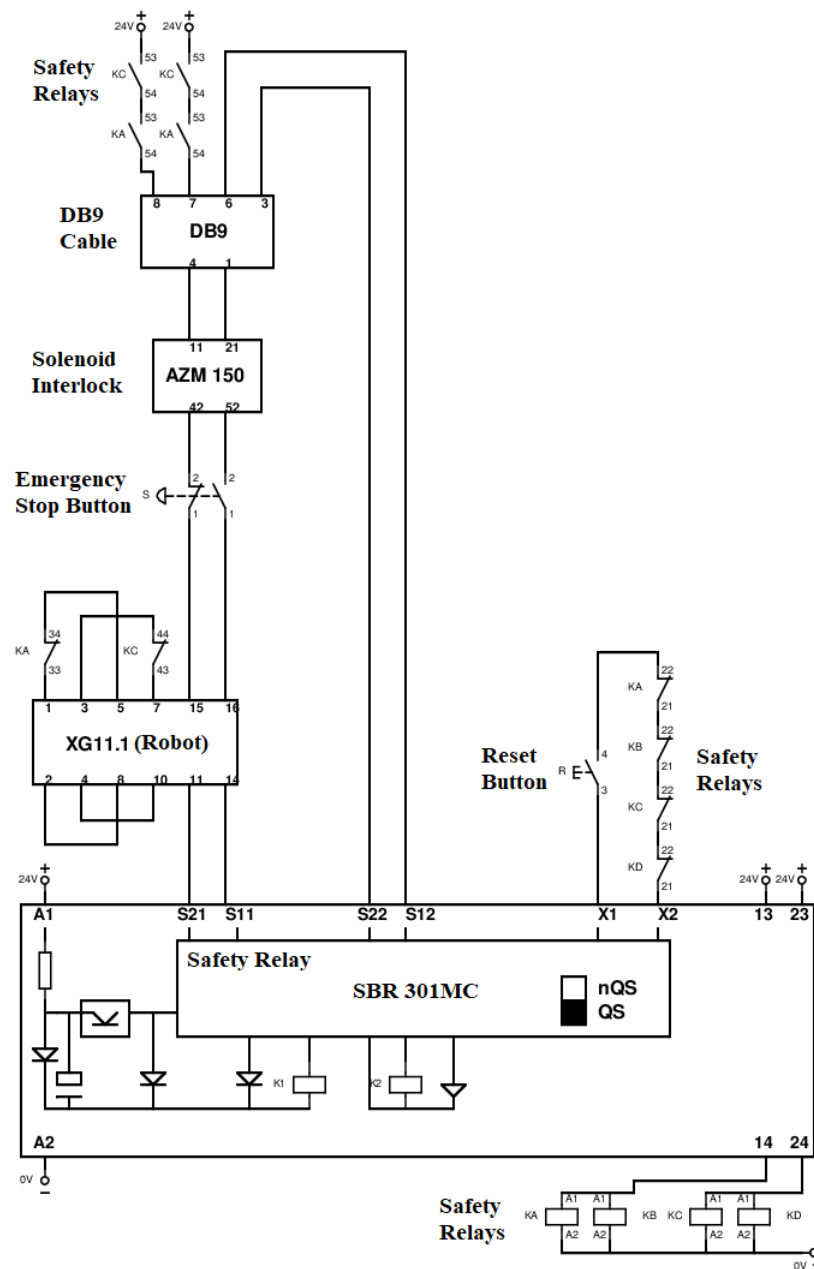 + +
24V 24V
53 53
Safety KC KC
Relays 54 54
53 53
KA KA
54 54
8 7 6 3
DB9 DB9
Cable
4 1
11 21
Solenoid AZM 150
Interlock
42 52
Emergency 2 2
Stop Button S
1 1
34 44
KA KC
33 43
22
KA
21
1 3 5 7 15 16
XG11.1 (Robot)
2 4 8 10 11 14
Reset 4 22
Button R KB Safety
3 21 Relays
22
KC
21
22
KD
21
+ + +
24V 24V 24V
A1 S21 S11 S22 S12 X1 X2 13 23
Safety Relay
SBR 301MC nQS
QS
K1 K2
A2 14 24
0V
–
Safety KA A1 A1 KB KC A1 A1 KD
Relays A2 A2 A2 A2
0V